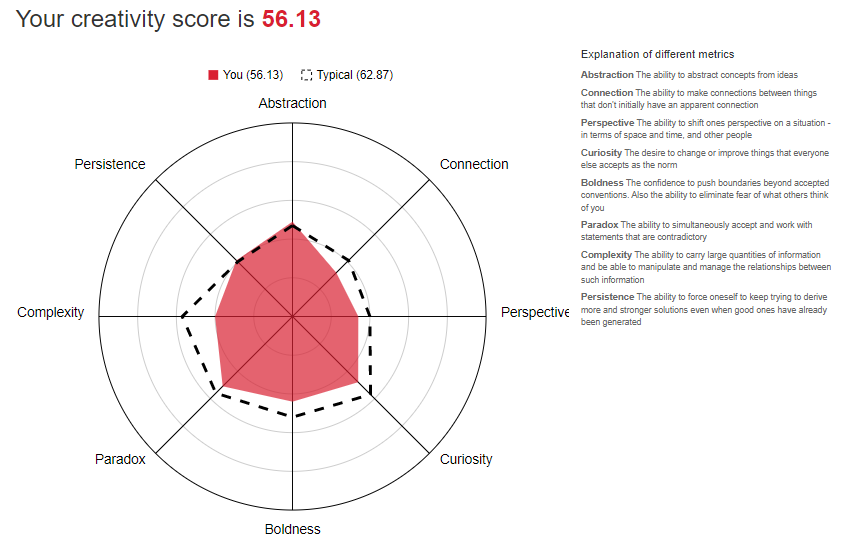 Your creativity score is 56.13
You (56.13) Typical (62.87)
Abstraction
Persistence
Connection
Complexity
Perspective
Paradox
Curiosity
Boldness
Explanation of different metrics
Abstraction The ability to abstract concepts from ideas
Connection The ability to make connections between things
that don't initially have an apparent connection
Perspective The ability to shift ones perspective on a situation -
in terms of space and time, and other people
Curiosity The desire to change or improve things that everyone
else accepts as the norm
Boldness The confidence to push boundaries beyond accepted
conventions. Also the ability to eliminate fear of what others think
of you
Paradox The ability to simultaneously accept and work with
statements that are contradictory
Complexity The ability to carry large quantities of information
and be able to manipulate and manage the relationships between
such information
Persistence The ability to force oneself to keep trying to derive
more and stronger solutions even when good ones have already
been generated